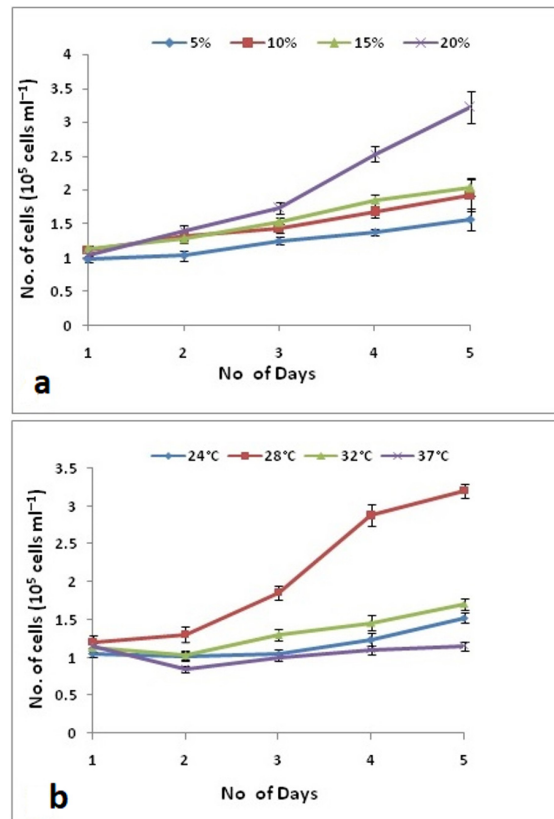 5% 10% 15% 20%
4
3.5
3
2.5
2
1.5
1
0.5
0
No. of cells (10⁵ cells ml⁻¹)
1 2 3 4 5
No of Days
a
24°C 28°C 32°C 37°C
3.5
3
2.5
2
1.5
1
0.5
0
No. of cells (10⁵ cells ml⁻¹)
1 2 3 4 5
No of Days
b